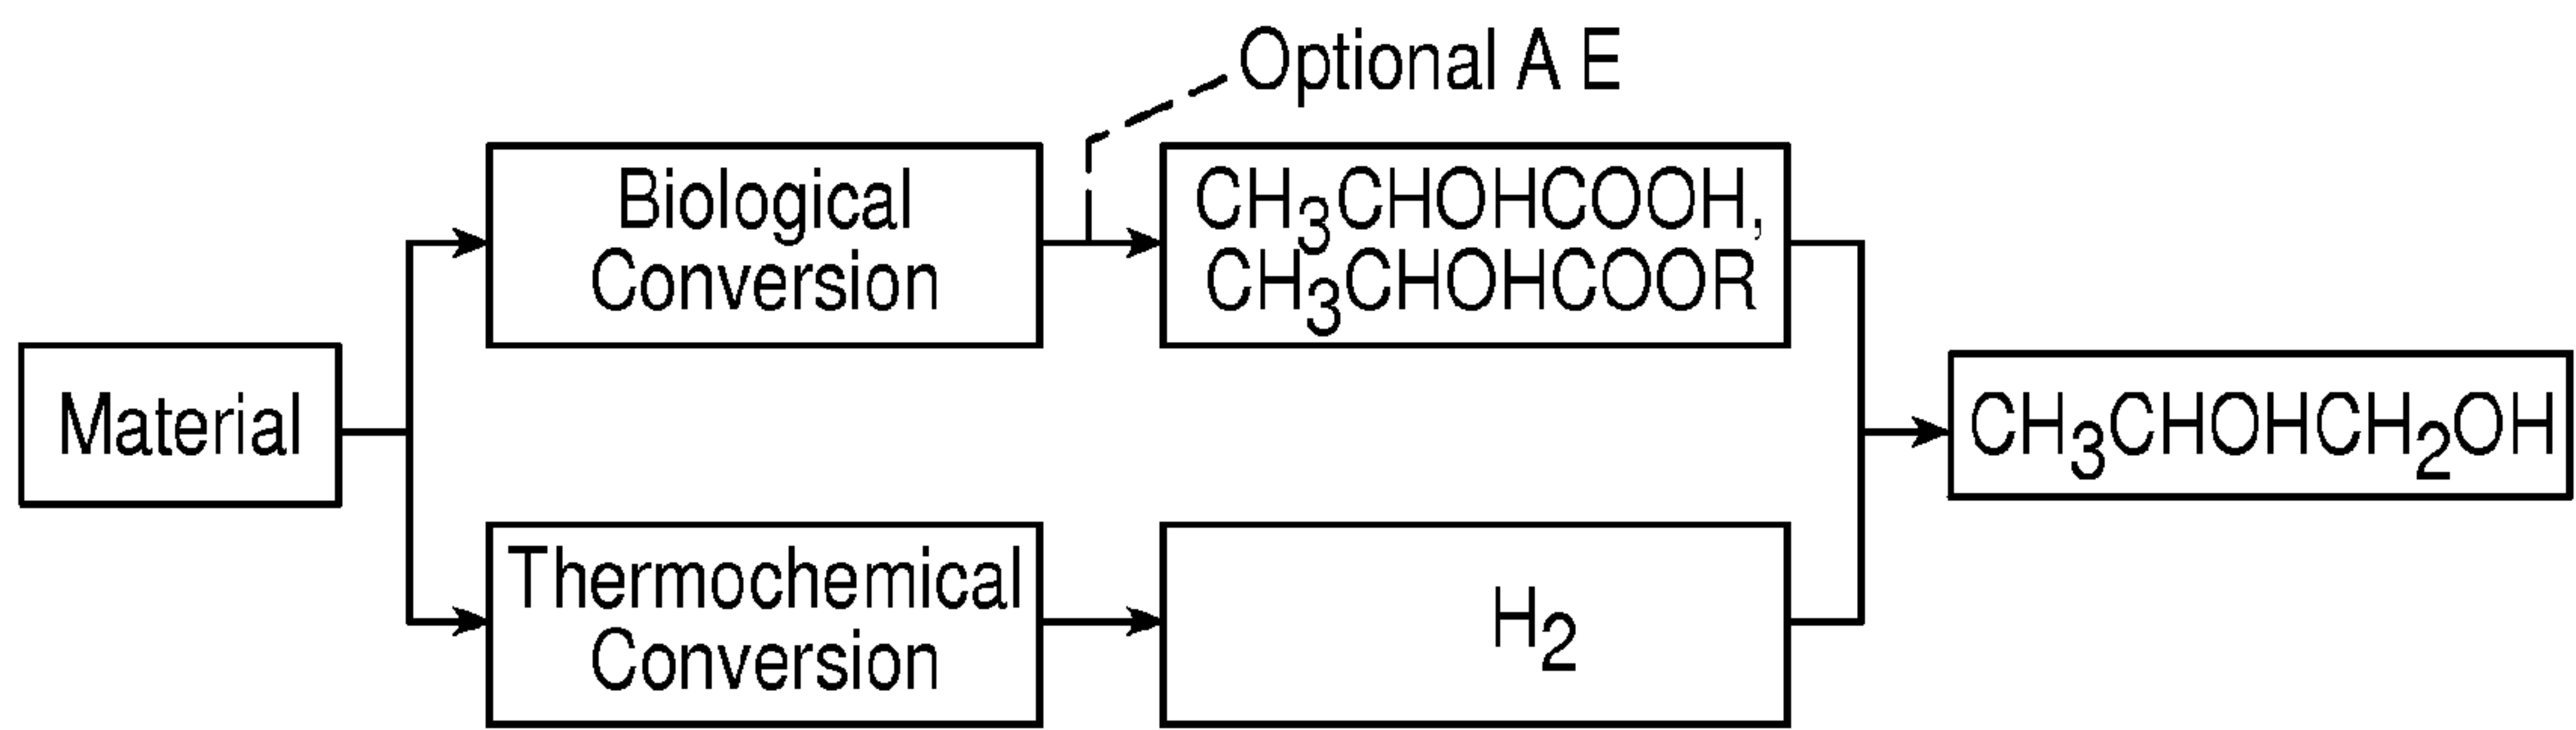 Optional A E
Biological
Conversion
CH3CHOHCOOH,
CH3CHOHCOOR
Material
CH3CHOHCH2OH
Thermochemical
Conversion
H2